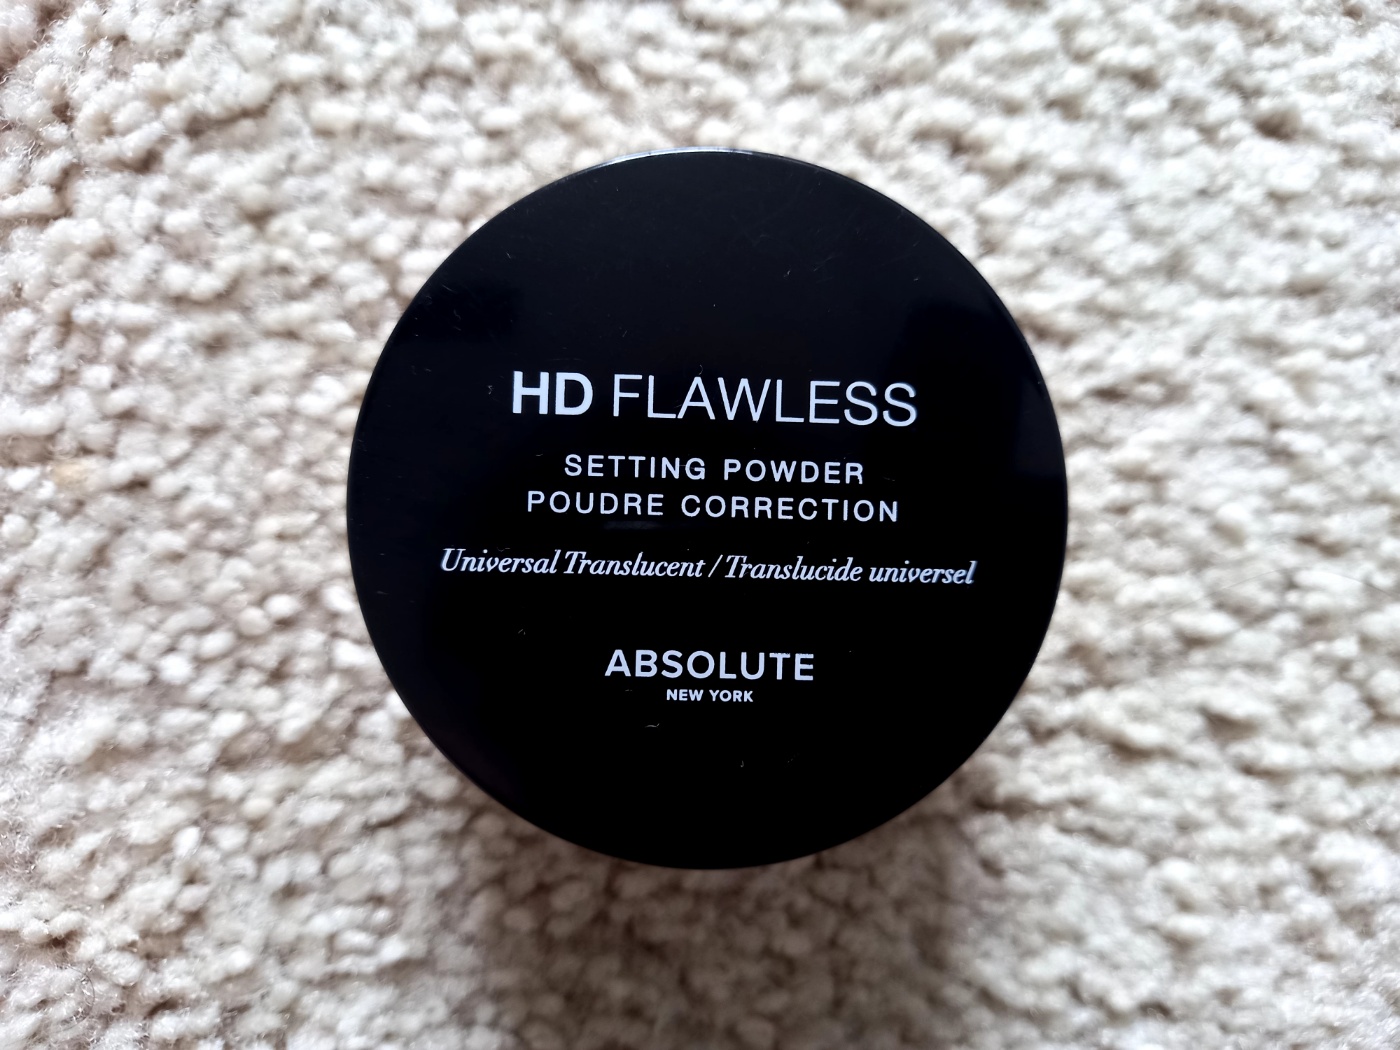 HD FLAWLESS
SETTING POWDER
POUDRE CORRECTION
Universal Translucent / Translucide universel
ABSOLUTE
NEW YORK